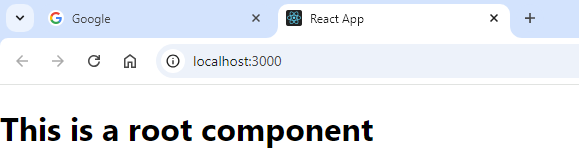 Google
React App
localhost:3000
This is a root component